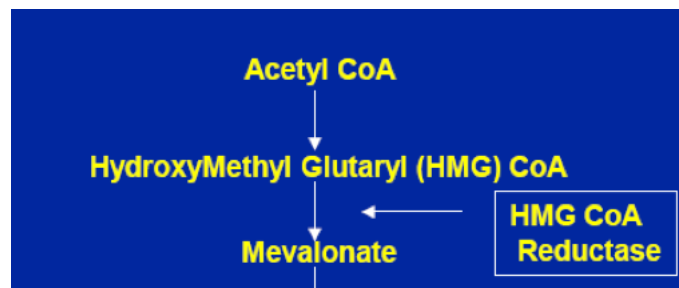 Acetyl CoA
HydroxyMethyl Glutaryl (HMG) CoA
HMG CoA
Reductase
Mevalonate